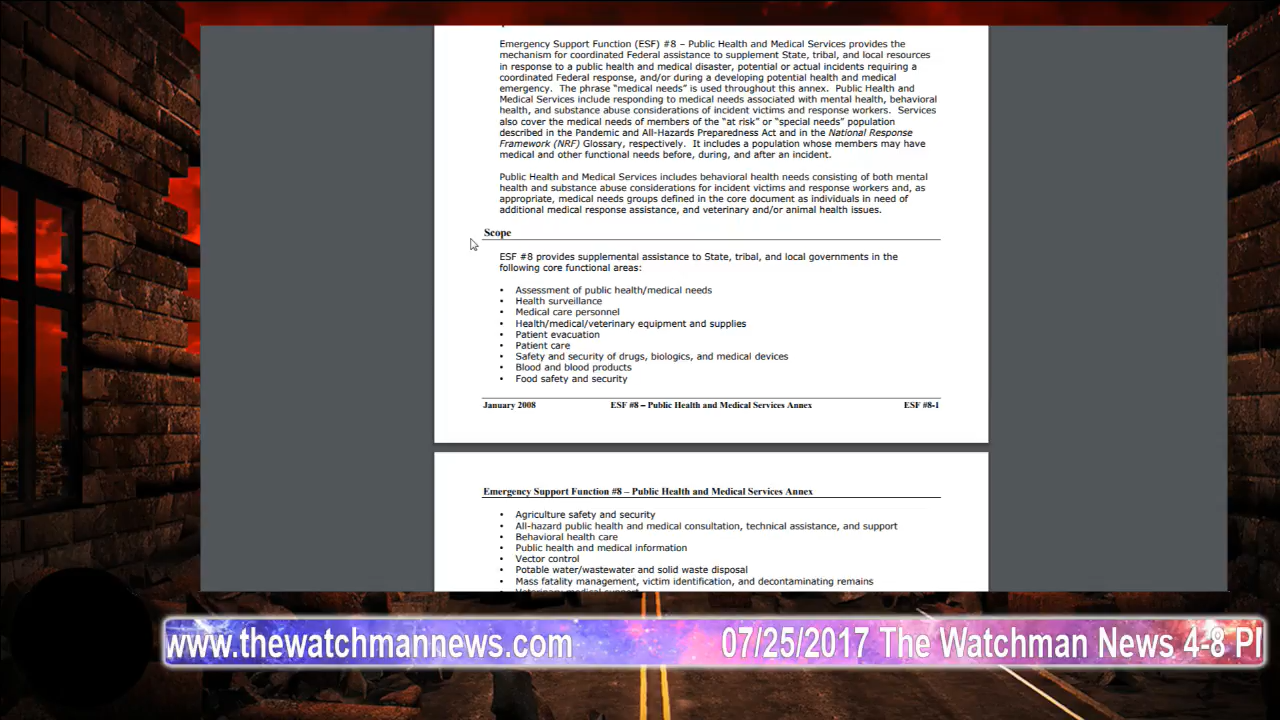 Emergency Support Function (ESF) #8 – Public Health and Medical Services provides the
mechanism for coordinated Federal assistance to supplement State, tribal, and local resources
in response to a public health and medical disaster, potential or actual incidents requiring a
coordinated Federal response, and/or during a developing potential health and medical
emergency. The phrase “medical needs” is used throughout this annex. Public Health and
Medical Services include responding to medical needs associated with mental health, behavioral
health, and substance abuse considerations of incident victims and response workers. Services
also cover the medical needs of members of the “at risk” or “special needs” population
described in the Pandemic and All-Hazards Preparedness Act and in the National Response
Framework (NRF) Glossary, respectively. It includes a population whose members may have
medical and other functional needs before, during, and after an incident.
Public Health and Medical Services includes behavioral health needs consisting of both mental
health and substance abuse considerations for incident victims and response workers and, as
appropriate, medical needs groups defined in the core document as individuals in need of
additional medical response assistance, and veterinary and/or animal health issues.
Scope
ESF #8 provides supplemental assistance to State, tribal, and local governments in the
following core functional areas:
• Assessment of public health/medical needs
• Health surveillance
• Medical care personnel
• Health/medical/veterinary equipment and supplies
• Patient evacuation
• Patient care
• Safety and security of drugs, biologics, and medical devices
• Blood and blood products
• Food safety and security
January 2008 ESF #8 – Public Health and Medical Services Annex ESF #8-1
Emergency Support Function #8 – Public Health and Medical Services Annex
• Agriculture safety and security
• All-hazard public health and medical consultation, technical assistance, and support
• Behavioral health care
• Public health and medical information
• Vector control
• Potable water/wastewater and solid waste disposal
• Mass fatality management, victim identification, and decontaminating remains
• Veterinary medical support
www.thewatchmannews.com 07/25/2017 The Watchman News 4-8 PI